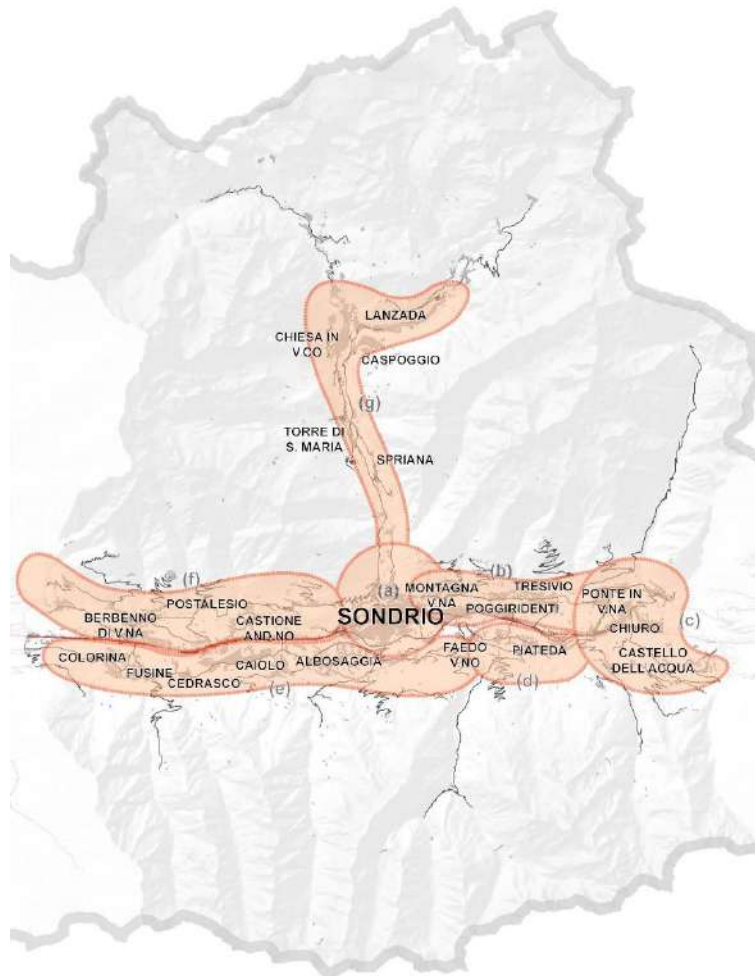 LANZADA
CHIESA IN
V.CO
CASPOGGIO
(g)
TORRE DI
S. MARIA
SPRIANA
(f)
(b)
(a)
MONTAGNA
V.NA
TRESIVIO
PONTE IN
V.NA
POSTALESIO
POGGIRIDENTI
BERBENNO
DI V.NA
CASTIONE
AND.NO
SONDRIO
CHIURO
(c)
COLORINA
FUSINE
CEDRASCO
CAIOLO
ALBOSAGGIA
FAEDO
V.NO
PIATEDA
CASTELLO
DELL'ACQUA
(e)
(d)